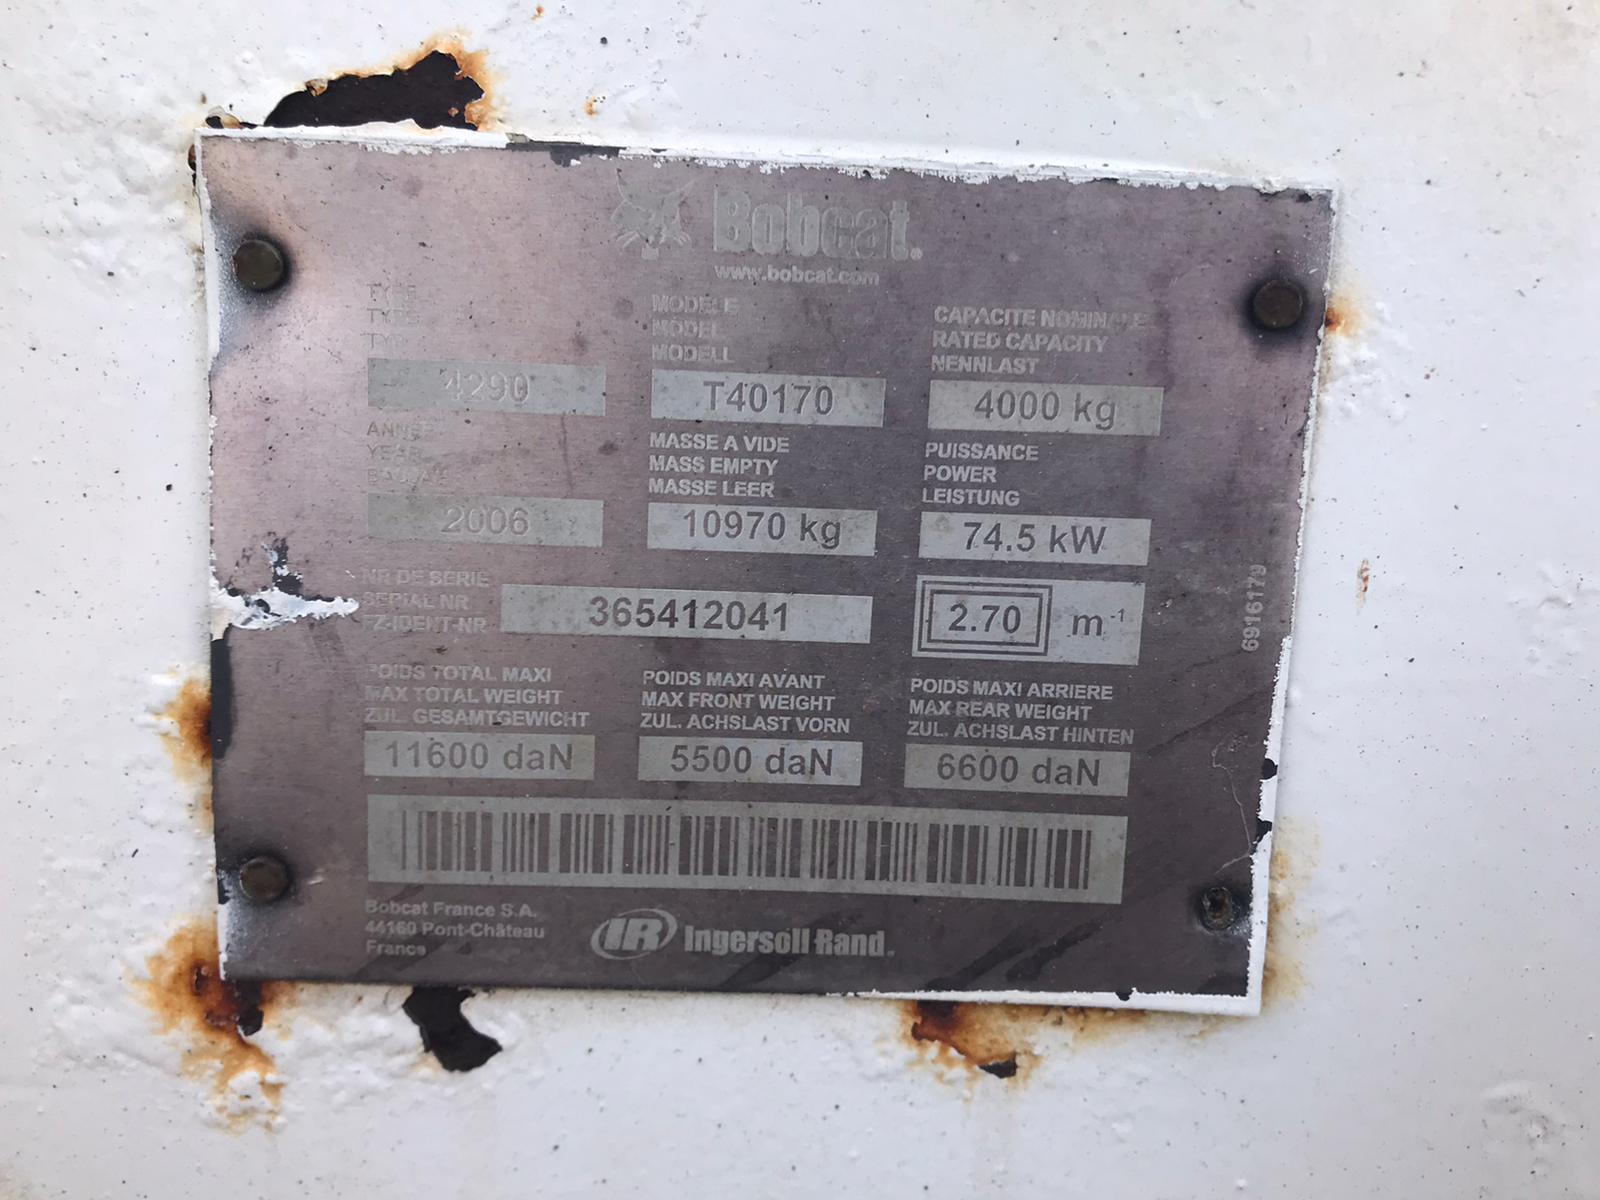 Bobcat.
www.bobcat.com
TYPE
TYPE
TYP
4290
MODELE
MODEL
MODELL
T40170
CAPACITE NOMINALE
RATED CAPACITY
NENNLAST
4000 kg
ANNEE
YEAR
BAUJAHR
2006
MASSE A VIDE
MASS EMPTY
MASSE LEER
10970 kg
PUISSANCE
POWER
LEISTUNG
74.5 kW
NR DE SERIE
SERIAL NR
FZ-IDENT-NR
365412041
2.70 m-1
6916179
POIDS TOTAL MAXI
MAX TOTAL WEIGHT
ZUL. GESAMTGEWICHT
11600 daN
POIDS MAXI AVANT
MAX FRONT WEIGHT
ZUL. ACHSLAST VORN
5500 daN
POIDS MAXI ARRIERE
MAX REAR WEIGHT
ZUL. ACHSLAST HINTEN
6600 daN
Bobcat France S.A.
44160 Pont-Château
France
IR Ingersoll Rand.